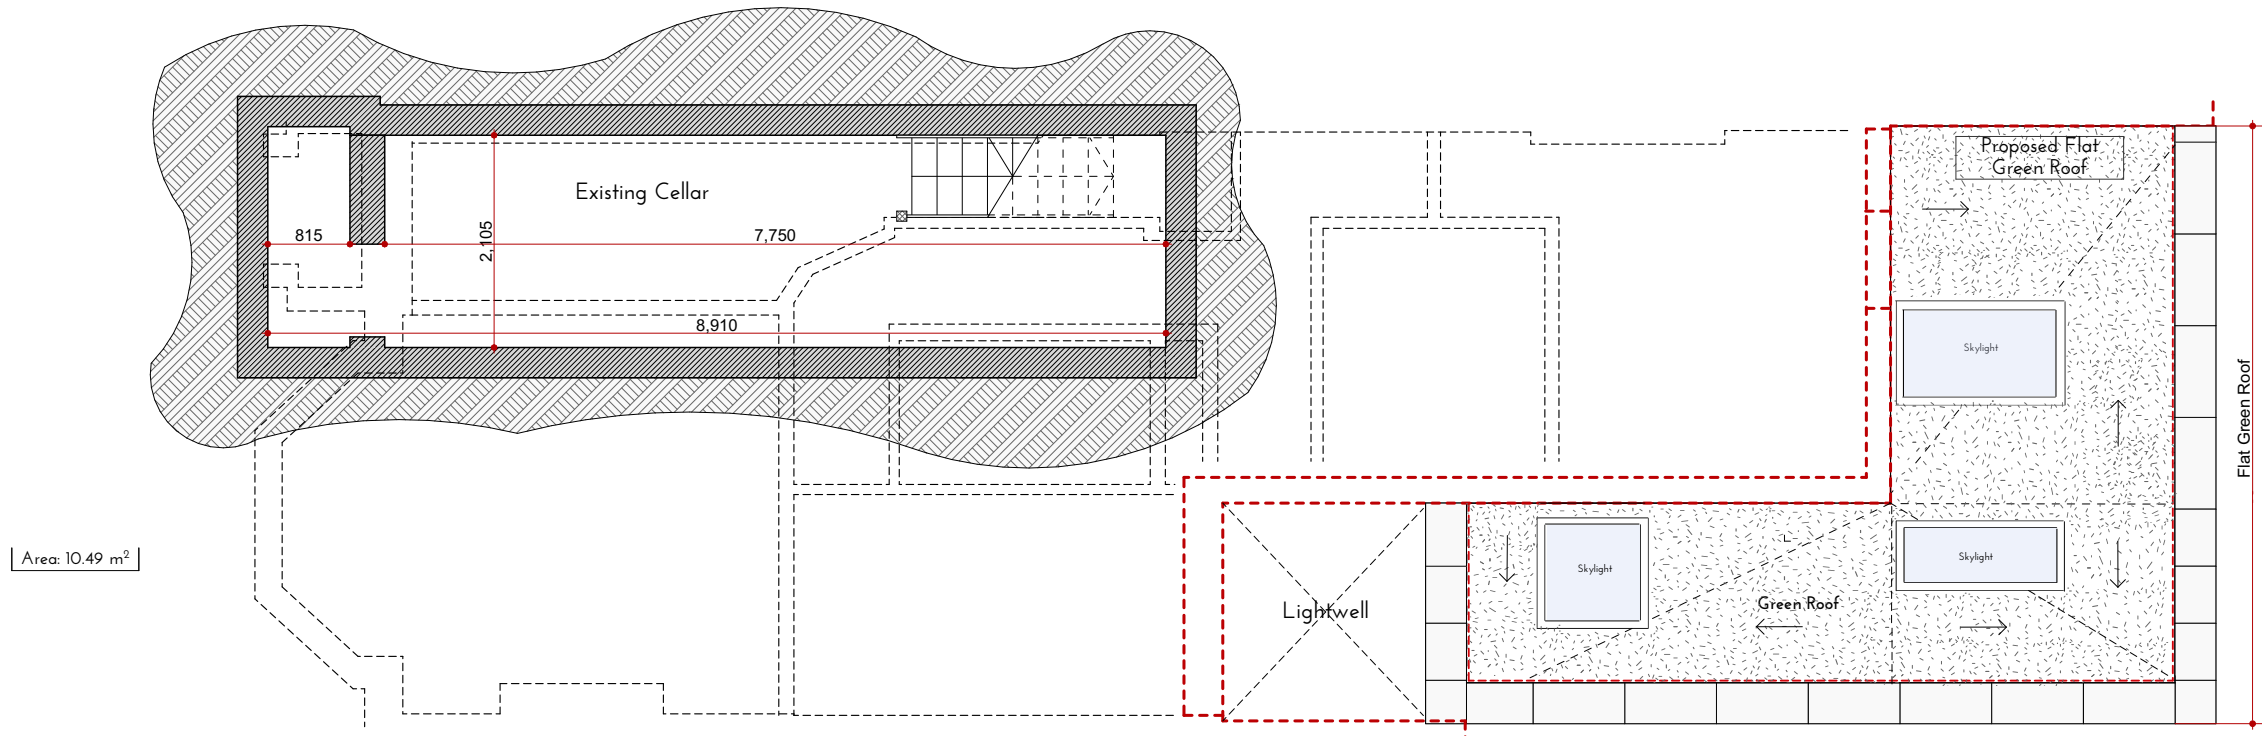 Proposed Flat
Green Roof
Existing Cellar
815
2,105
7,750
8,910
Skylight
Flat Green Roof
Area: 10.49 m²
Skylight
Skylight
Lightwell
Green Roof